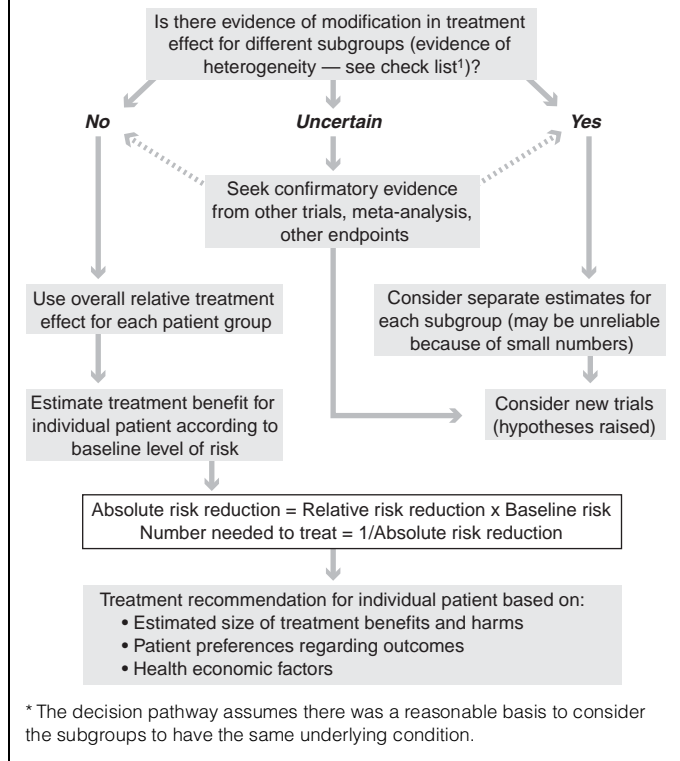 Is there evidence of modification in treatment
effect for different subgroups (evidence of
heterogeneity — see check list¹)?
No
Uncertain
Yes
Seek confirmatory evidence
from other trials, meta-analysis,
other endpoints
Use overall relative treatment
effect for each patient group
Consider separate estimates for
each subgroup (may be unreliable
because of small numbers)
Estimate treatment benefit for
individual patient according to
baseline level of risk
Consider new trials
(hypotheses raised)
Absolute risk reduction = Relative risk reduction x Baseline risk
Number needed to treat = 1/Absolute risk reduction
Treatment recommendation for individual patient based on:
• Estimated size of treatment benefits and harms
• Patient preferences regarding outcomes
• Health economic factors
* The decision pathway assumes there was a reasonable basis to consider
the subgroups to have the same underlying condition.